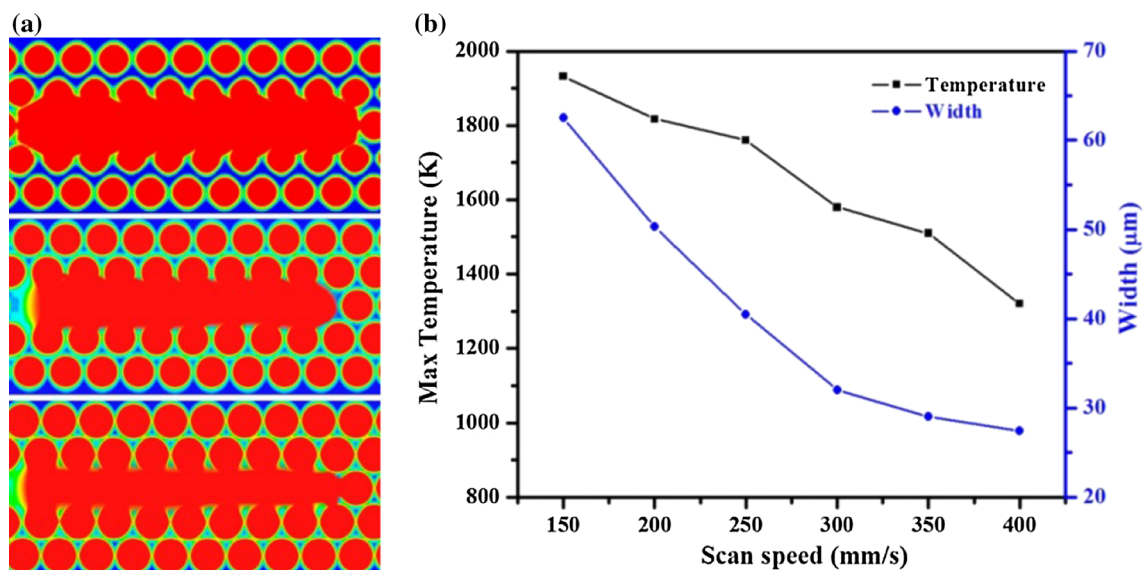 (a)
(b)
2000
1800
1600
1400
1200
1000
800
Max Temperature (K)
Temperature
Width
70
60
50
40
30
20
Width (μm)
150 200 250 300 350 400
Scan speed (mm/s)